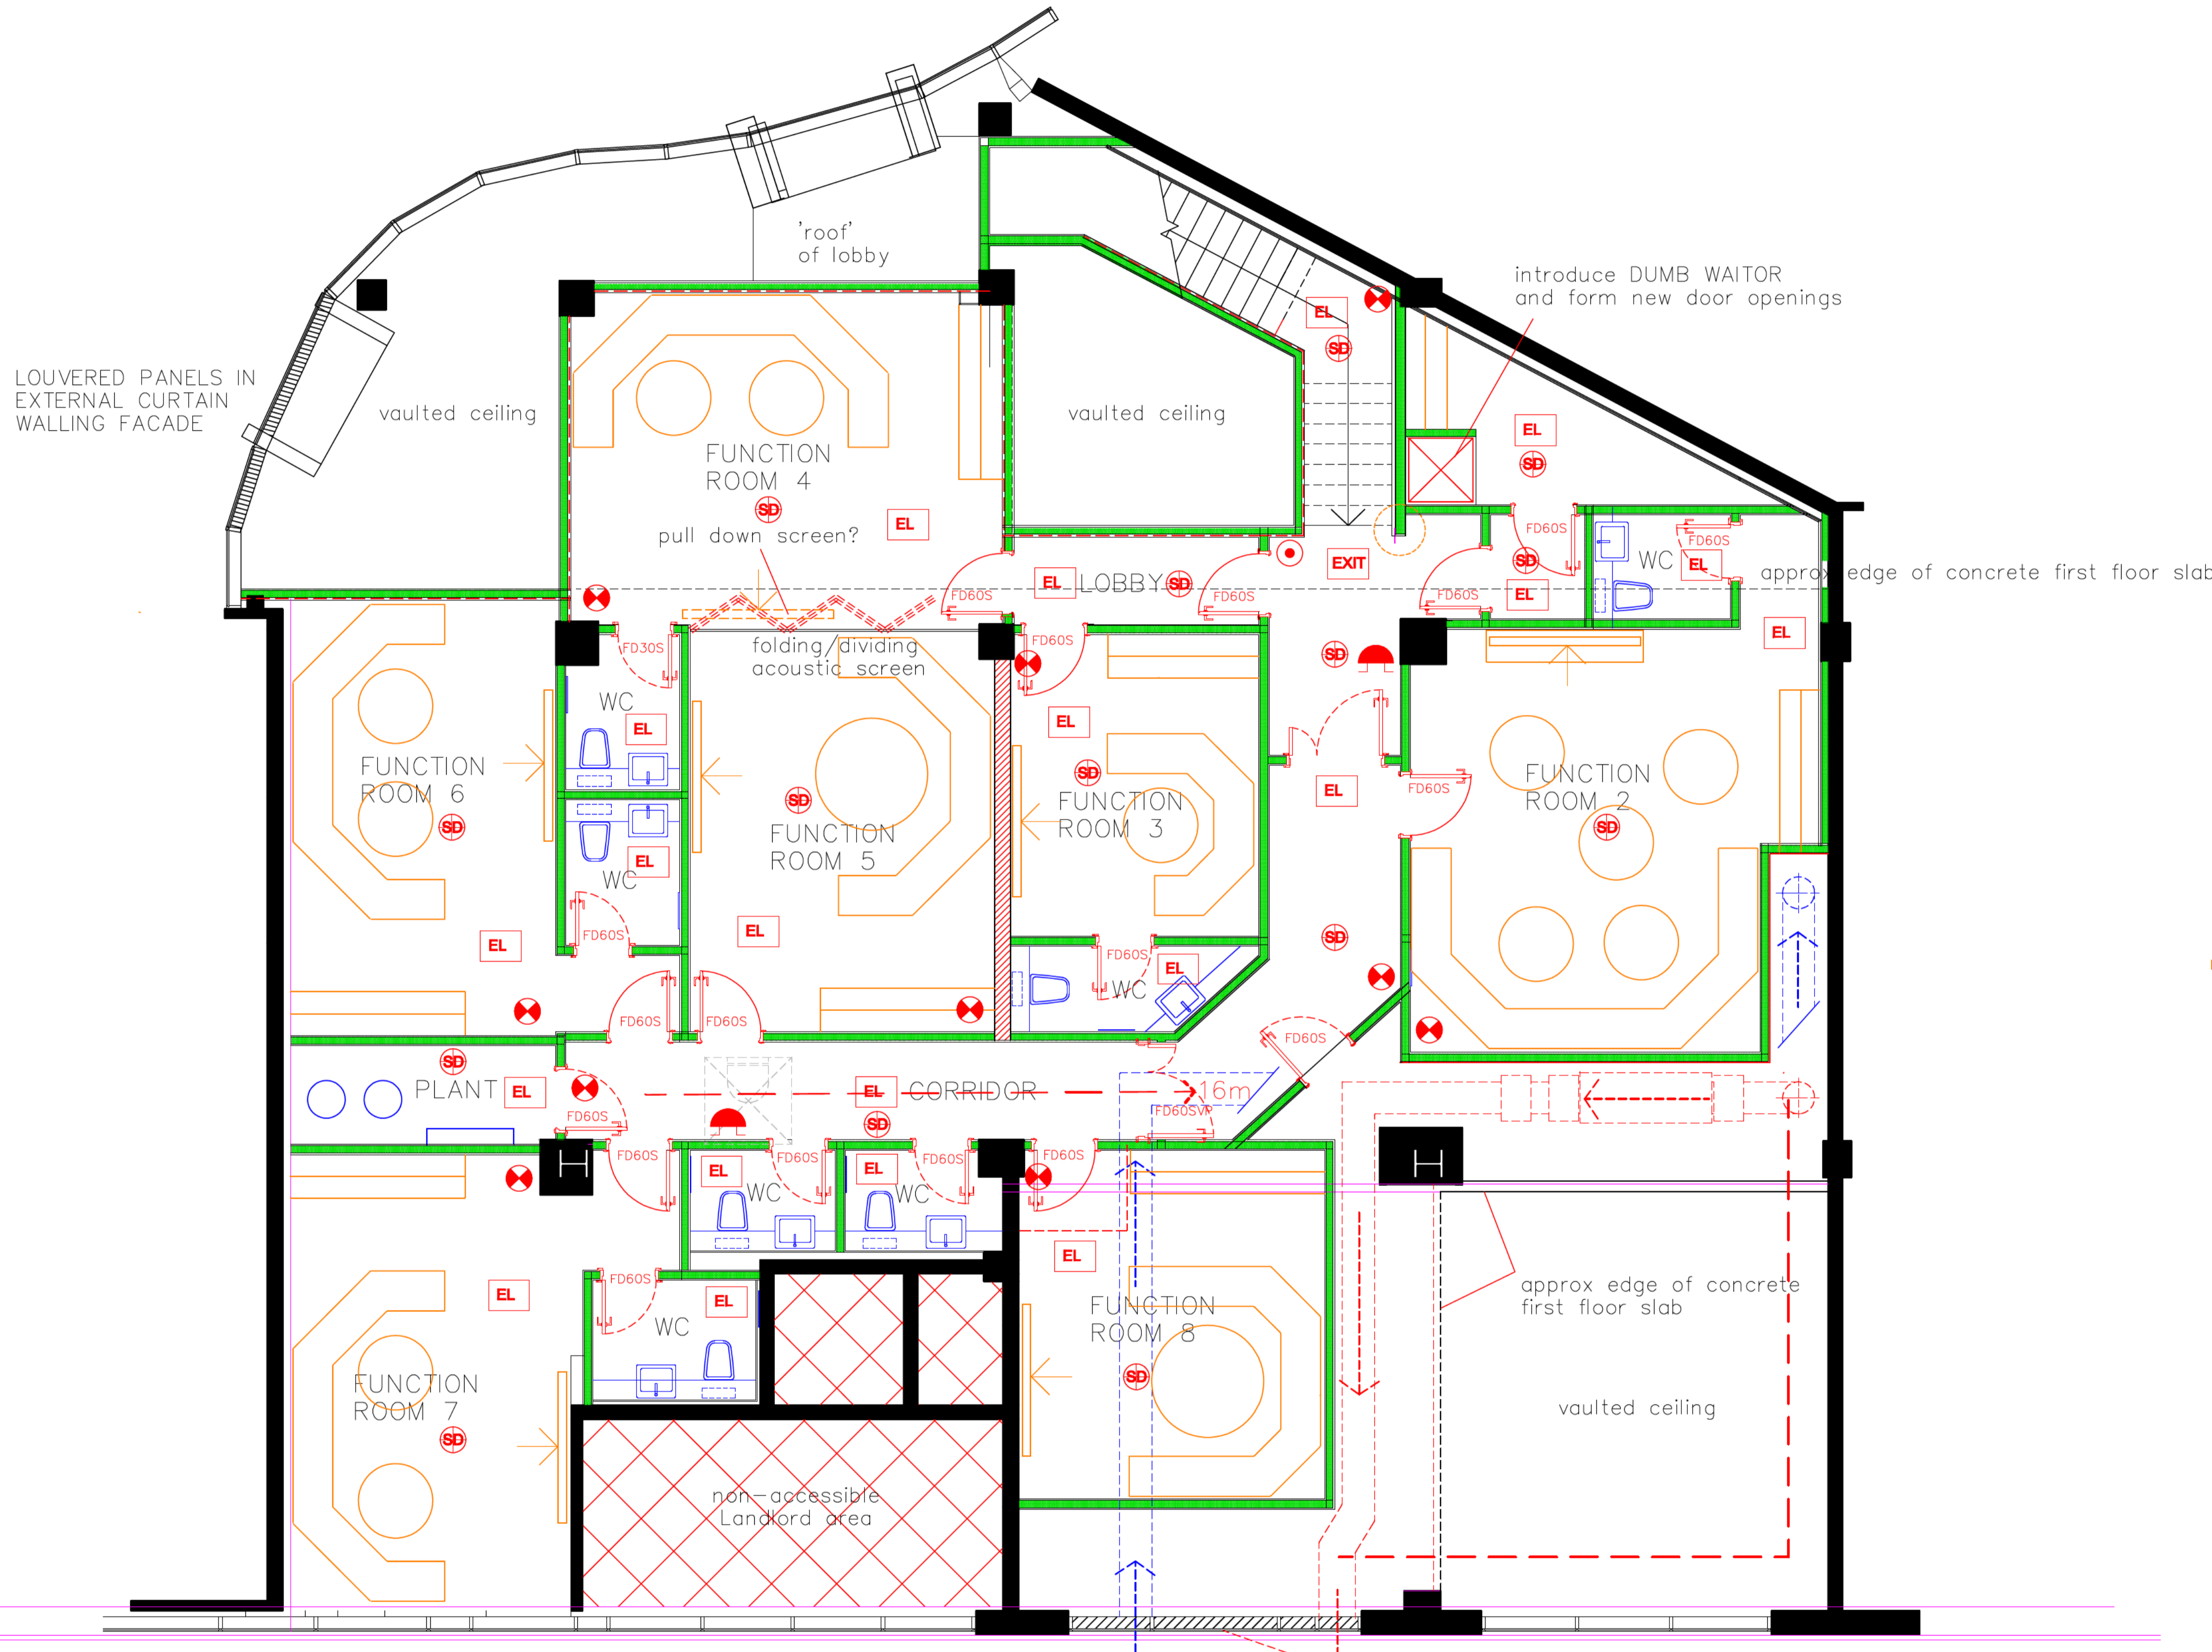 'roof'
of lobby
introduce DUMB WAITOR
and form new door openings
EL
SD
LOUVERED PANELS IN
EXTERNAL CURTAIN
WALLING FACADE
vaulted ceiling
vaulted ceiling
EL
SD
FUNCTION
ROOM 4
SD
EL
pull down screen?
FD60S
FD60S
WC
EL
EXIT
SD
approx edge of concrete first floor slab
EL
LOBBY
SD
FD60S
FD60S
FD60S
EL
EL
FD30S
folding/dividing
acoustic screen
FD60S
SD
WC
EL
EL
FUNCTION
ROOM 6
SD
FUNCTION
ROOM 5
SD
SD
FUNCTION
ROOM 3
EL
FD60S
FUNCTION
ROOM 2
SD
EL
WC
EL
EL
FD60S
SD
FD60S
EL
WC
FD60S
FD60S
FD60S
SD
PLANT
EL
FD60S
EL
CORRIDOR
SD
16m
FD60SVP
FD60S
EL
FD60S
WC
EL
FD60S
WC
FD60S
H
H
EL
EL
FD60S
EL
WC
FUNCTION
ROOM 8
SD
approx edge of concrete
first floor slab
FUNCTION
ROOM 7
SD
vaulted ceiling
non-accessible
Landlord area